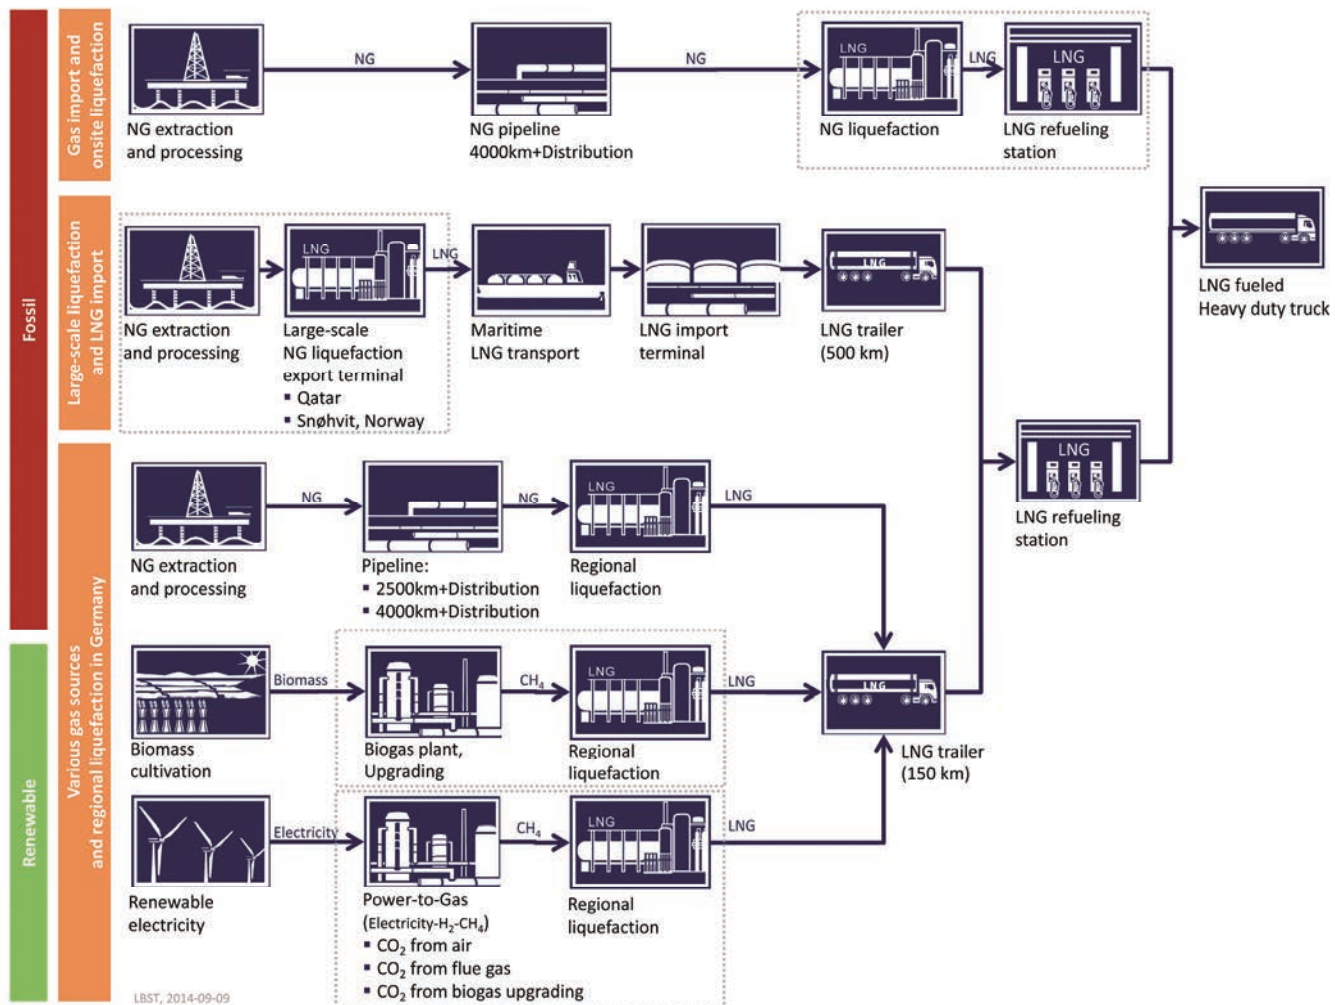 Fossil
Renewable
Gas import and
onsite liquefaction
NG
NG
LNG
LNG
LNG
NG extraction
and processing
NG pipeline
4000km+Distribution
NG liquefaction
LNG refueling
station
Large-scale liquefaction
and LNG import
LNG
LNG
LNG
NG extraction
and processing
Large-scale
NG liquefaction
export terminal
▪ Qatar
▪ Snøhvit, Norway
Maritime
LNG transport
LNG import
terminal
LNG trailer
(500 km)
LNG fueled
Heavy duty truck
LNG
LNG refueling
station
Various gas sources
and regional liquefaction in Germany
NG
NG
LNG
LNG
NG extraction
and processing
Pipeline:
▪ 2500km+Distribution
▪ 4000km+Distribution
Regional
liquefaction
Biomass
CH₄
LNG
LNG
LNG
Biomass
cultivation
Biogas plant,
Upgrading
Regional
liquefaction
LNG trailer
(150 km)
Electricity
CH₄
LNG
LNG
Renewable
electricity
Power-to-Gas
(Electricity-H₂-CH₄)
▪ CO₂ from air
▪ CO₂ from flue gas
▪ CO₂ from biogas upgrading
Regional
liquefaction
LBST, 2014-09-09